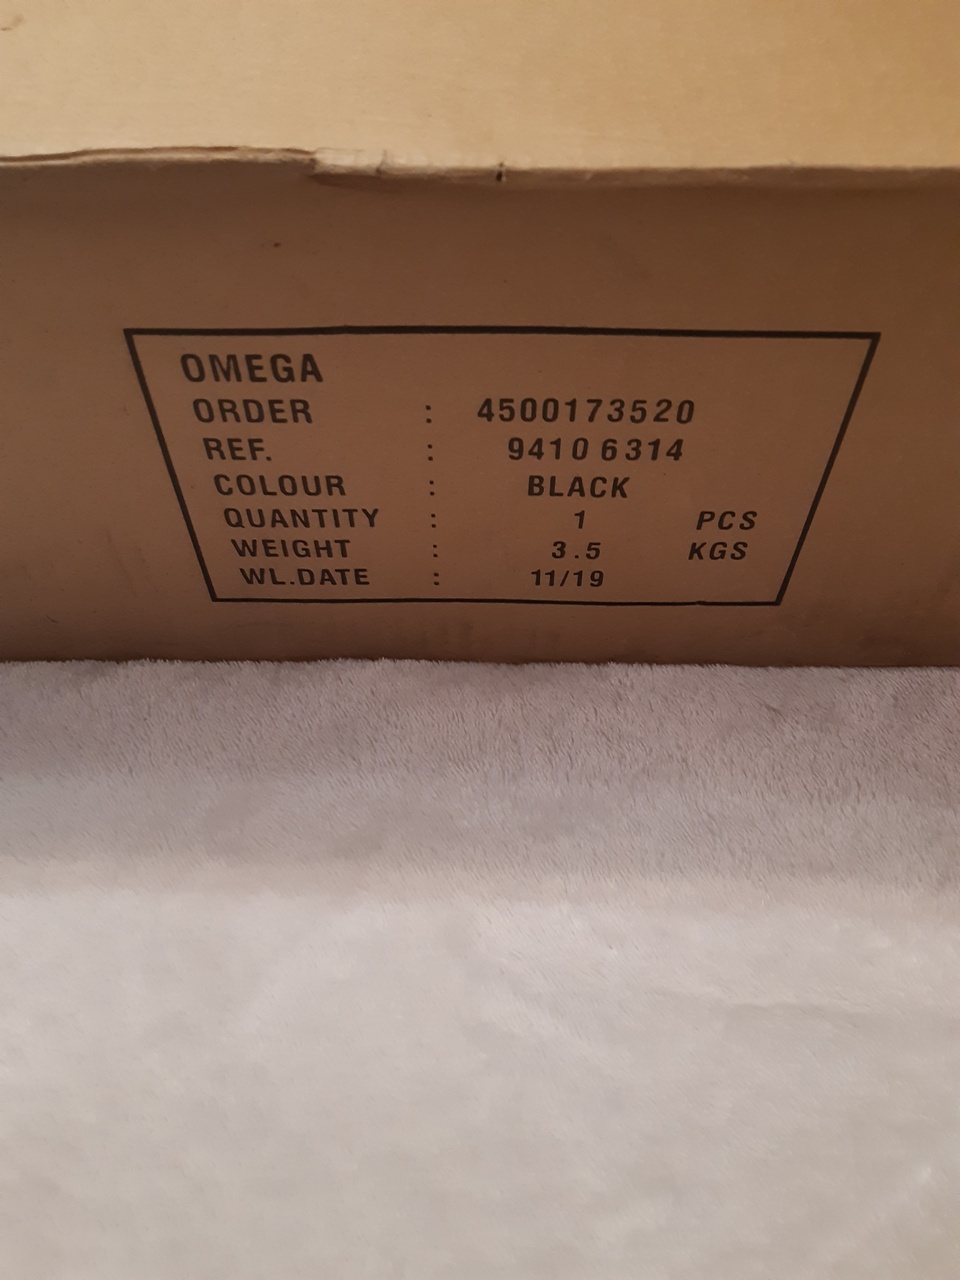 OMEGA
ORDER : 4500173520
REF. : 9410 6314
COLOUR : BLACK
QUANTITY : 1 PCS
WEIGHT : 3.5 KGS
WL.DATE : 11/19